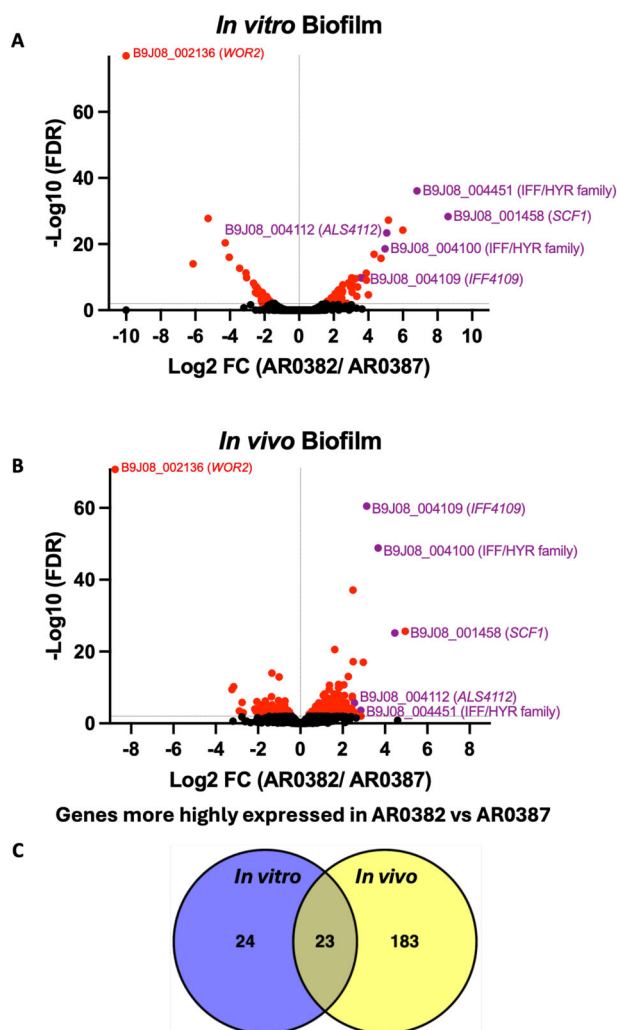 In vitro Biofilm
A
B9J08_002136 (WOR2)
60
40
20
0
-Log10 (FDR)
B9J08_004451 (IFF/HYR family)
B9J08_001458 (SCF1)
B9J08_004112 (ALS4112)
B9J08_004100 (IFF/HYR family)
B9J08_004109 (IFF4109)
-10 -8 -6 -4 -2 0 2 4 6 8 10
Log2 FC (AR0382/ AR0387)
In vivo Biofilm
B
B9J08_002136 (WOR2)
60
40
20
0
-Log10 (FDR)
B9J08_004109 (IFF4109)
B9J08_004100 (IFF/HYR family)
B9J08_001458 (SCF1)
B9J08_004112 (ALS4112)
B9J08_004451 (IFF/HYR family)
-8 -6 -4 -2 0 2 4 6 8
Log2 FC (AR0382/ AR0387)
Genes more highly expressed in AR0382 vs AR0387
C
In vitro In vivo
24 23 183